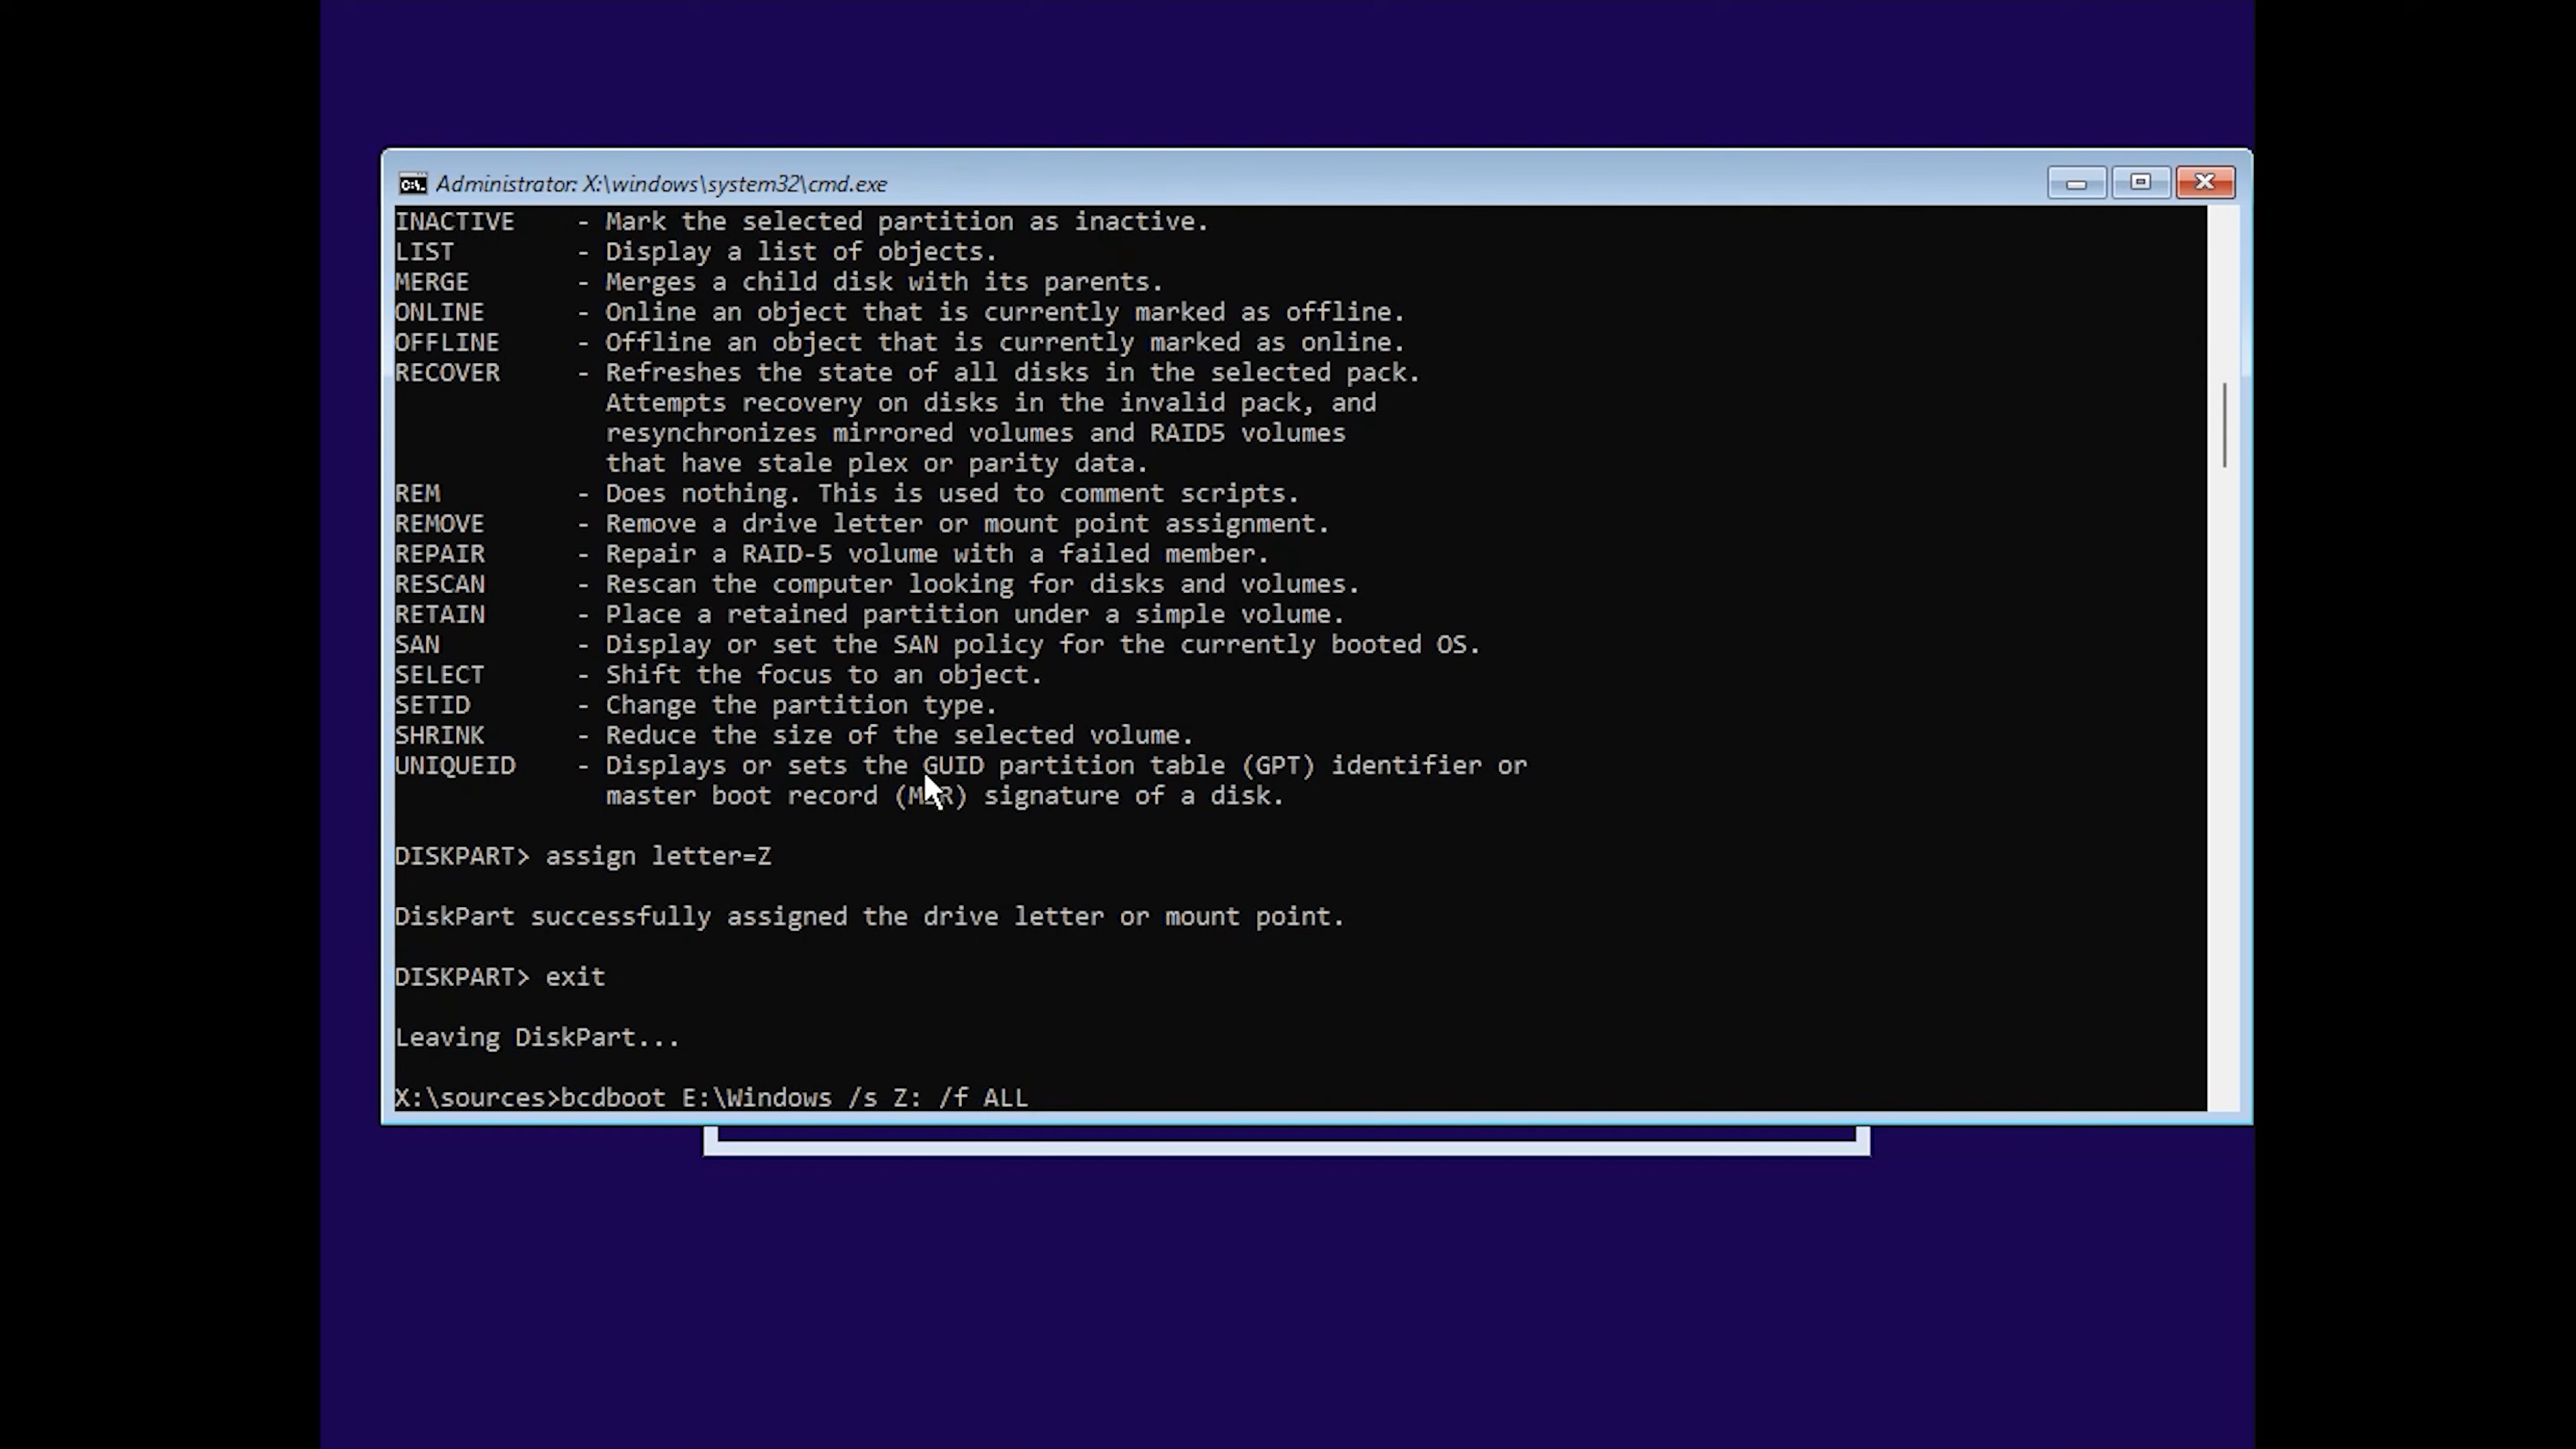 Administrator: X:\windows\system32\cmd.exe
INACTIVE    - Mark the selected partition as inactive.
LIST        - Display a list of objects.
MERGE       - Merges a child disk with its parents.
ONLINE      - Online an object that is currently marked as offline.
OFFLINE     - Offline an object that is currently marked as online.
RECOVER     - Refreshes the state of all disks in the selected pack.
              Attempts recovery on disks in the invalid pack, and
              resynchronizes mirrored volumes and RAID5 volumes
              that have stale plex or parity data.
REM         - Does nothing. This is used to comment scripts.
REMOVE      - Remove a drive letter or mount point assignment.
REPAIR      - Repair a RAID-5 volume with a failed member.
RESCAN      - Rescan the computer looking for disks and volumes.
RETAIN      - Place a retained partition under a simple volume.
SAN         - Display or set the SAN policy for the currently booted OS.
SELECT      - Shift the focus to an object.
SETID       - Change the partition type.
SHRINK      - Reduce the size of the selected volume.
UNIQUEID    - Displays or sets the GUID partition table (GPT) identifier or
              master boot record (MBR) signature of a disk.
DISKPART> assign letter=Z
DiskPart successfully assigned the drive letter or mount point.
DISKPART> exit
Leaving DiskPart...
X:\sources>bcdboot E:\Windows /s Z: /f ALL